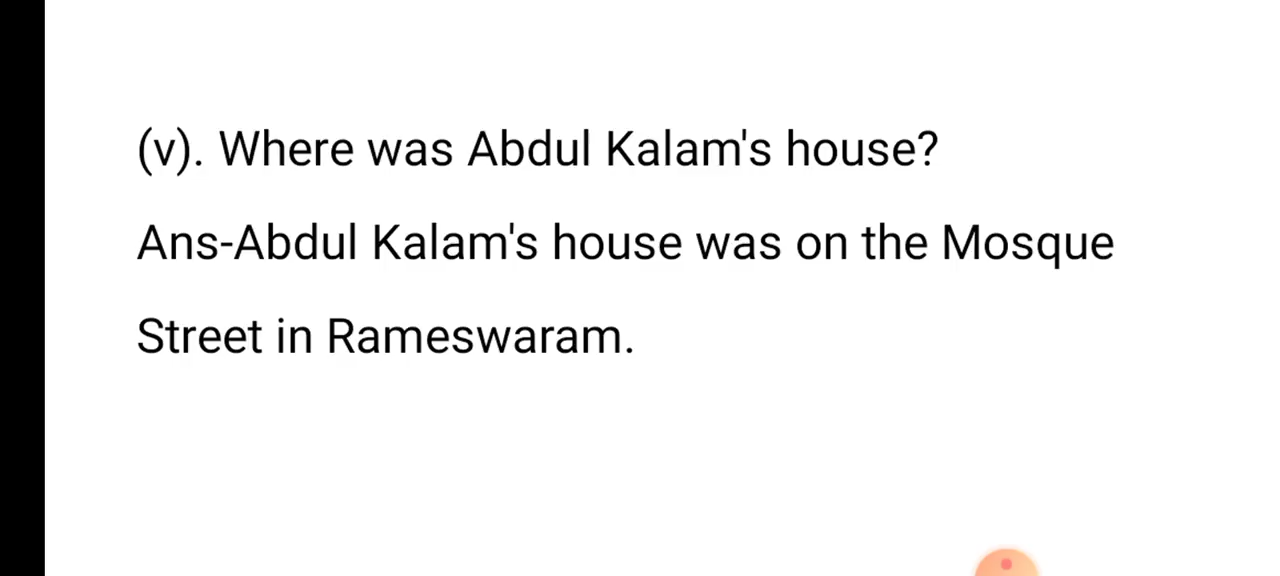 (v). Where was Abdul Kalam's house?
Ans-Abdul Kalam's house was on the Mosque
Street in Rameswaram.